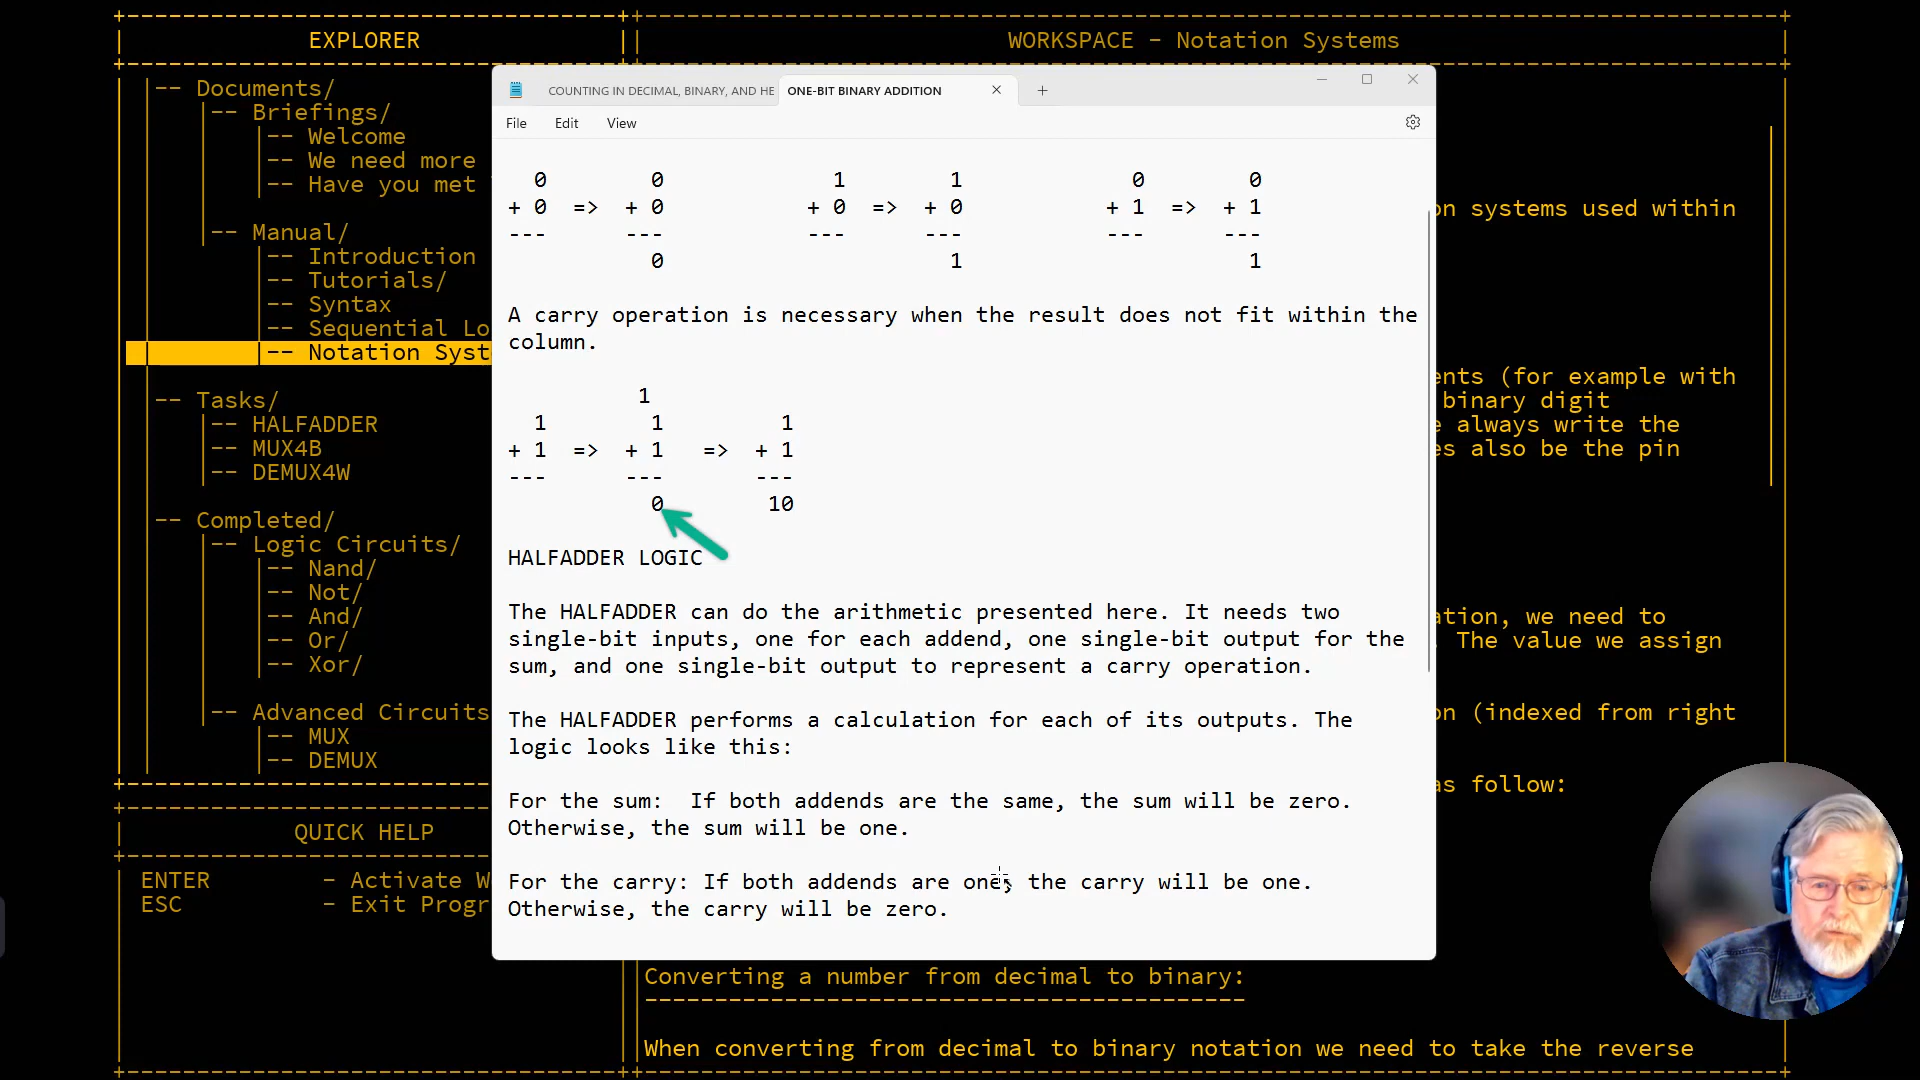 EXPLORER
-- Documents/
-- Briefings/
-- Welcome
-- We need more
-- Have you met
-- Manual/
-- Introduction
-- Tutorials/
-- Syntax
-- Sequential Lo
-- Notation Syst
-- Tasks/
-- HALFADDER
-- MUX4B
-- DEMUX4W
-- Completed/
-- Logic Circuits/
-- Nand/
-- Not/
-- And/
-- Or/
-- Xor/
-- Advanced Circuits
-- MUX
-- DEMUX
QUICK HELP
ENTER - Activate W
ESC - Exit Progr
WORKSPACE - Notation Systems
COUNTING IN DECIMAL, BINARY, AND HE
ONE-BIT BINARY ADDITION
File Edit View
0 0 1 1 0 0
+ 0 => + 0 + 0 => + 0 + 1 => + 1
--- --- --- --- --- ---
0 1 1
A carry operation is necessary when the result does not fit within the
column.
1
1 1 1
+ 1 => + 1 => + 1
--- --- ---
0 10
HALFADDER LOGIC
The HALFADDER can do the arithmetic presented here. It needs two
single-bit inputs, one for each addend, one single-bit output for the
sum, and one single-bit output to represent a carry operation.
The HALFADDER performs a calculation for each of its outputs. The
logic looks like this:
For the sum: If both addends are the same, the sum will be zero.
Otherwise, the sum will be one.
For the carry: If both addends are one, the carry will be one.
Otherwise, the carry will be zero.
on systems used within
ents (for example with
binary digit
e always write the
es also be the pin
ation, we need to
. The value we assign
on (indexed from right
as follow:
Converting a number from decimal to binary:
-------------------------------------------
When converting from decimal to binary notation we need to take the reverse